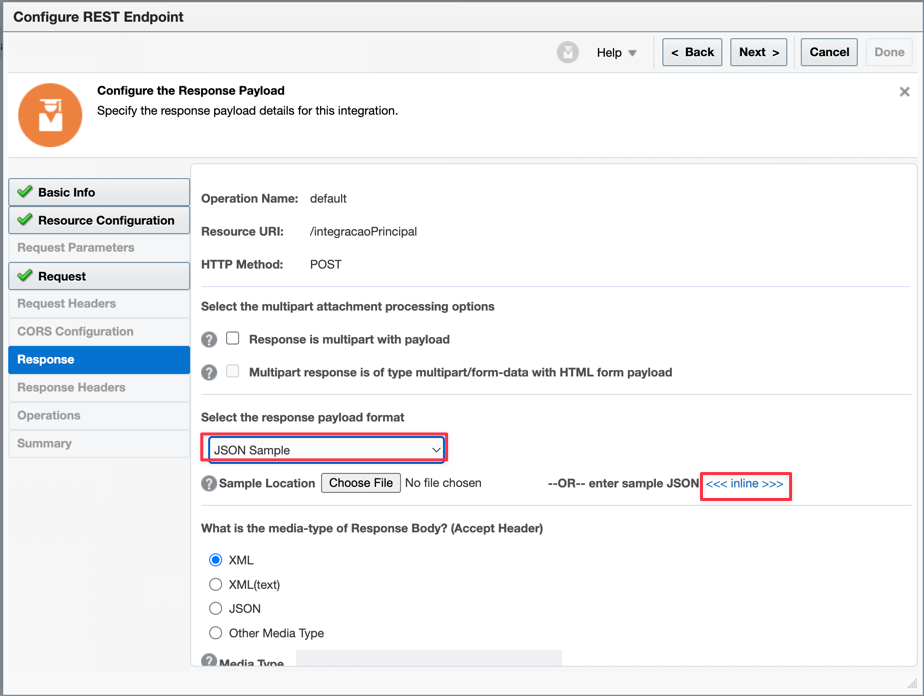 Configure REST Endpoint
Help
< Back
Next >
Cancel
Done
Configure the Response Payload
Specify the response payload details for this integration.
Basic Info
Resource Configuration
Request Parameters
Request
Request Headers
CORS Configuration
Response
Response Headers
Operations
Summary
Operation Name: default
Resource URI: /integracaoPrincipal
HTTP Method: POST
Select the multipart attachment processing options
? Response is multipart with payload
? Multipart response is of type multipart/form-data with HTML form payload
Select the response payload format
JSON Sample
? Sample Location Choose File No file chosen --OR-- enter sample JSON <<< inline >>>
What is the media-type of Response Body? (Accept Header)
XML
XML(text)
JSON
Other Media Type
? Media Type